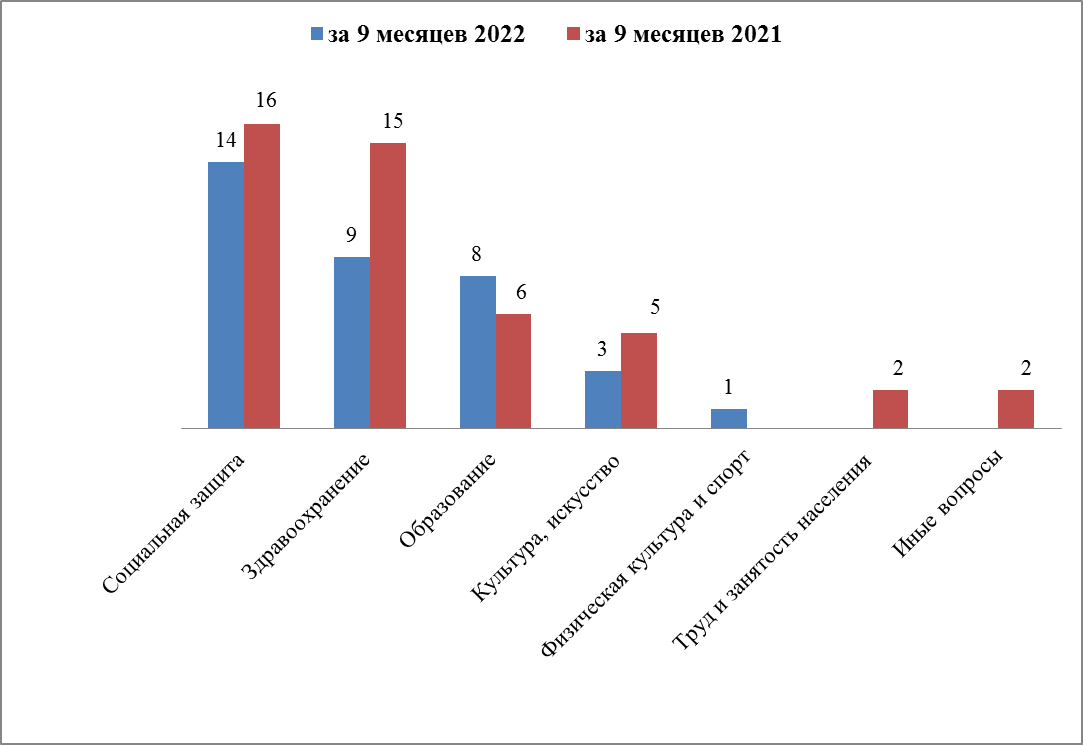 за 9 месяцев 2022 за 9 месяцев 2021
14
16
9
15
8
6
3
5
1
2
2
Социальная защита
Здравоохранение
Образование
Культура, искусство
Физическая культура и спорт
Труд и занятость населения
Иные вопросы